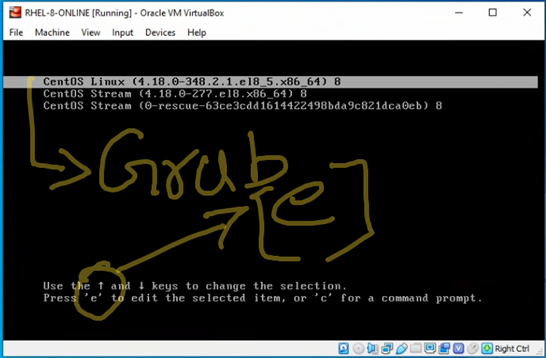 RHEL-8-ONLINE [Running] - Oracle VM VirtualBox
File Machine View Input Devices Help
CentOS Linux (4.18.0-348.2.1.el8_5.x86_64) 8
CentOS Stream (4.18.0-277.el8.x86_64) 8
CentOS Stream (0-rescue-63ce3cdd1614422498bda9c821dca0eb) 8
Grub
[e]
Use the ↑ and ↓ keys to change the selection.
Press 'e' to edit the selected item, or 'c' for a command prompt.
Right Ctrl